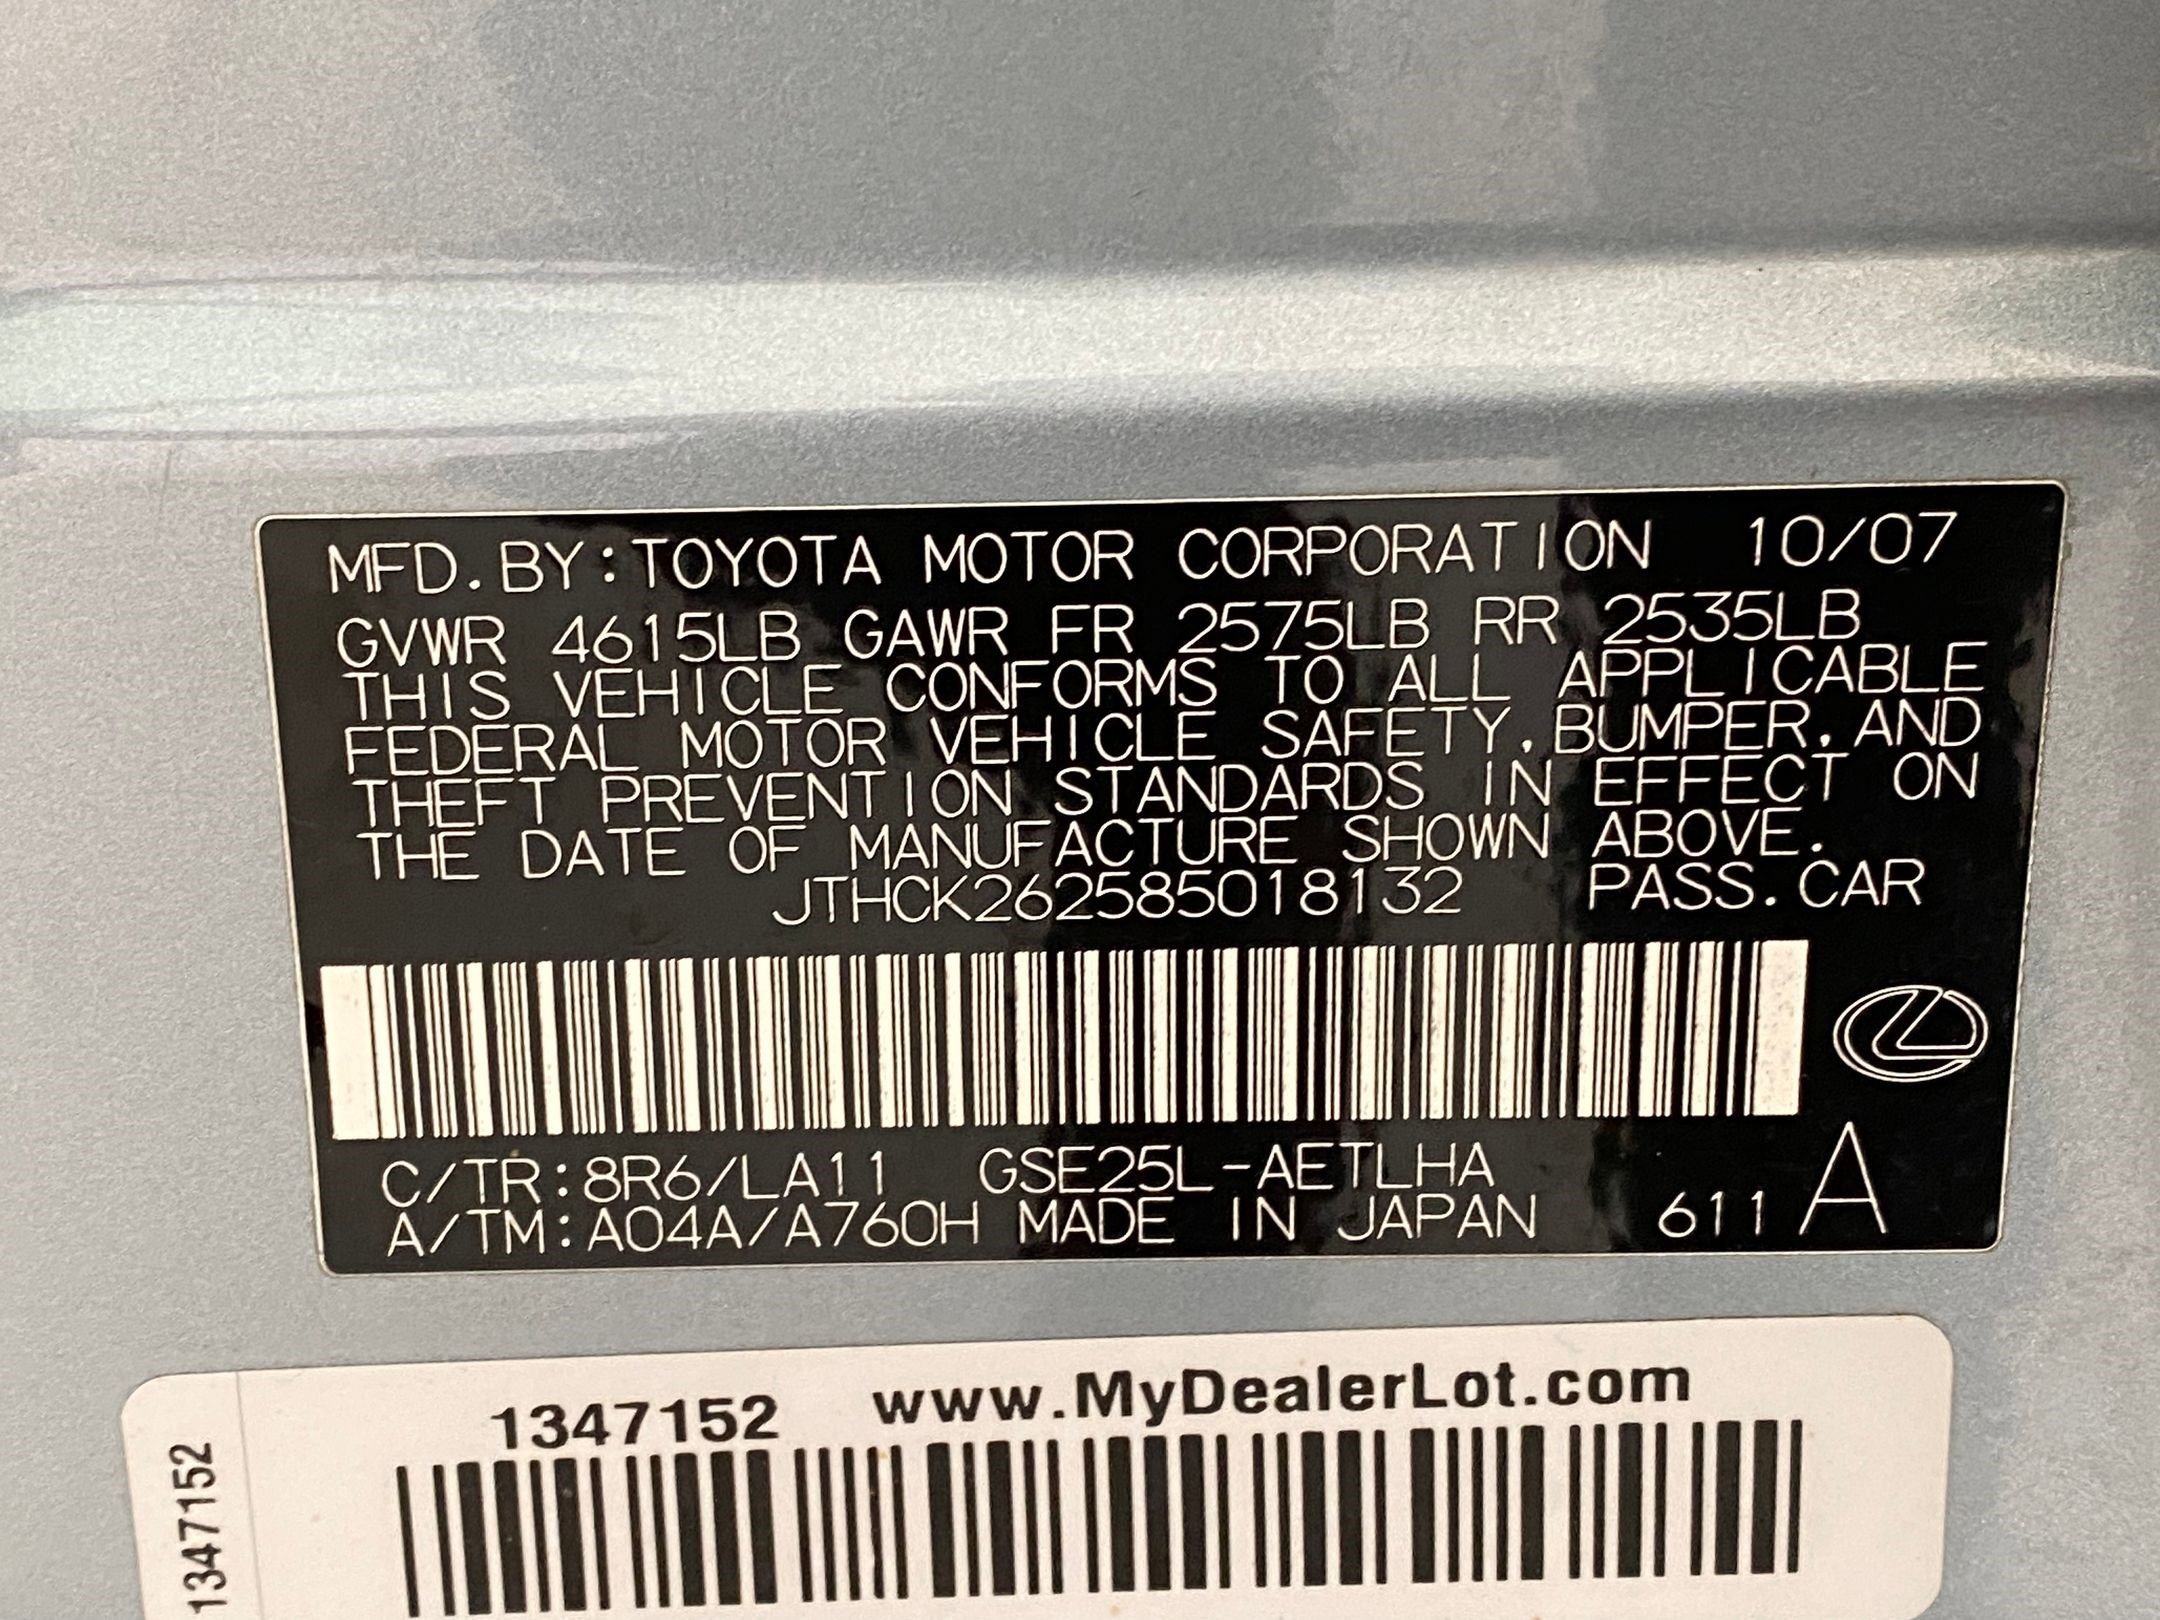 MFD. BY: TOYOTA MOTOR CORPORATION 10/07
GVWR 4615LB GAWR FR 2575LB RR 2535LB
THIS VEHICLE CONFORMS TO ALL APPLICABLE
FEDERAL MOTOR VEHICLE SAFETY, BUMPER, AND
THEFT PREVENTION STANDARDS IN EFFECT ON
THE DATE OF MANUFACTURE SHOWN ABOVE.
JTHCK262585018132 PASS. CAR
C/TR: 8R6/LA11 GSE25L-AETLHA
A/TM: A04A/A760H MADE IN JAPAN 611 A
1347152 www.MyDealerLot.com
1347152